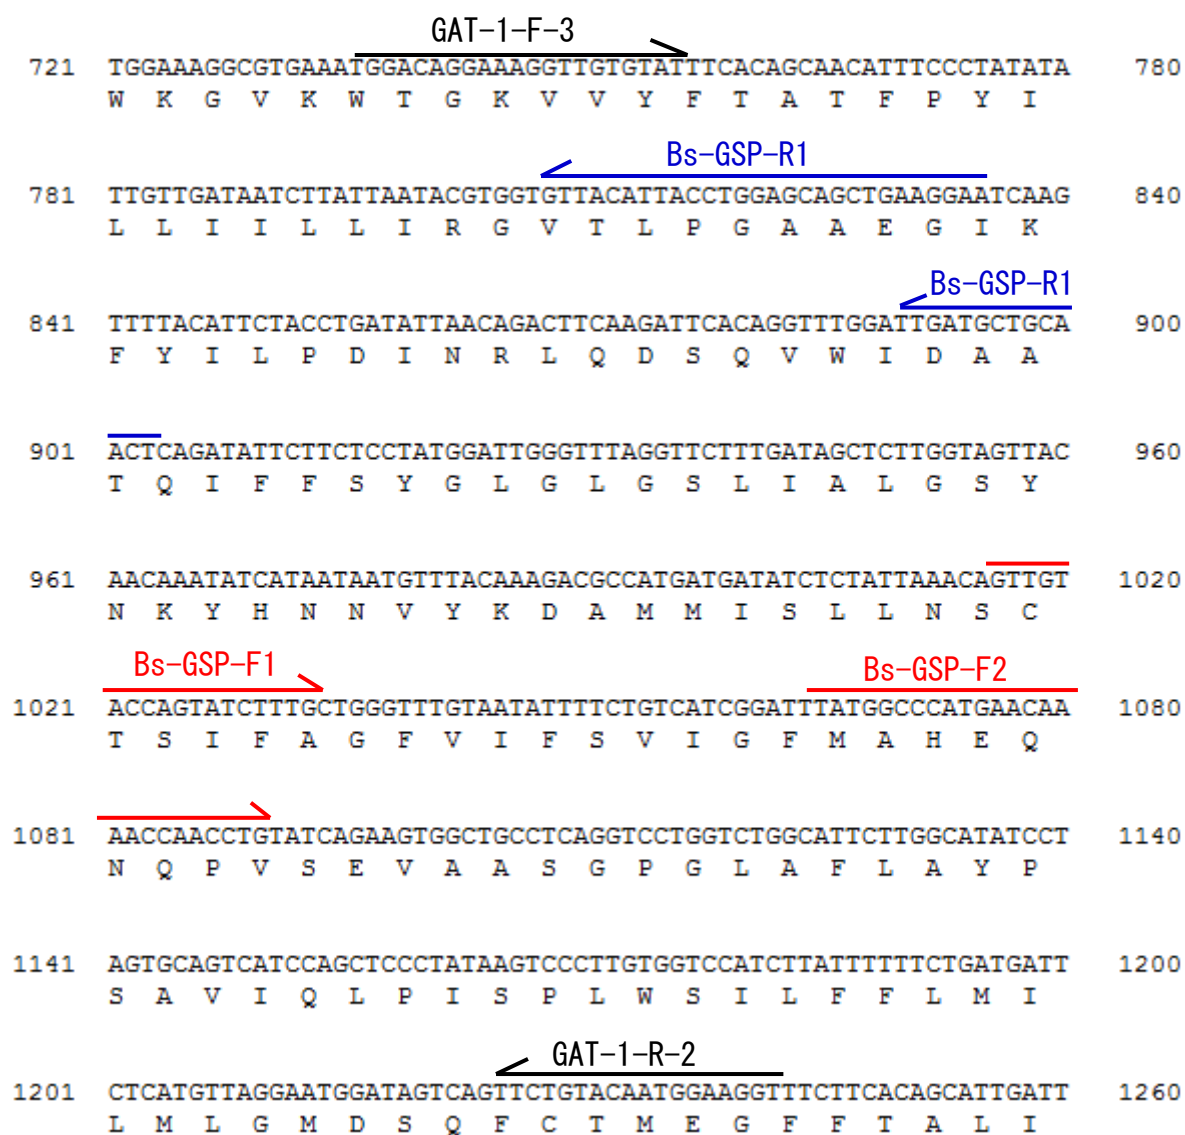 GAT-1-F-3
721 TGGAAAGGCGTGAAATGGACAGGAAAGGTTGTGTATTTCACAGCAACATTTCCCTATATA 780
W K G V K W T G K V V Y F T A T F P Y I
Bs-GSP-R1
781 TTGTTGATAATCTTATTAATACGTGGTGTTACATTACCTGGAGCAGCTGAAGGAATCAAG 840
L L I I L L I R G V T L P G A A E G I K
Bs-GSP-R1
841 TTTTACATTCTACCTGATATTAACAGACTTCAAGATTCACAGGTTTGGATTGATGCTGCA 900
F Y I L P D I N R L Q D S Q V W I D A A
901 ACTCAGATATTCTTCTCCTATGGATTGGGTTTAGGTTCTTTGATAGCTCTTGGTAGTTAC 960
T Q I F F S Y G L G L G S L I A L G S Y
961 AACAAATATCATAATAATGTTTACAAAGACGCCATGATGATATCTCTATTAAACAGTTGT 1020
N K Y H N N V Y K D A M M I S L L N S C
Bs-GSP-F1 Bs-GSP-F2
1021 ACCAGTATCTTTGCTGGGTTTGTAATATTTTCTGTCATCGGATTTATGGCCCATGAACAA 1080
T S I F A G F V I F S V I G F M A H E Q
1081 AACCAACCTGTATCAGAAGTGGCTGCCTCAGGTCCTGGTCTGGCATTCTTGGCATATCCT 1140
N Q P V S E V A A S G P G L A F L A Y P
1141 AGTGCAGTCATCCAGCTCCCTATAAGTCCCTTGTGGTCCATCTTATTTTTTCTGATGATT 1200
S A V I Q L P I S P L W S I L F F L M I
GAT-1-R-2
1201 CTCATGTTAGGAATGGATAGTCAGTTCTGTACAATGGAAGGTTTCTTCACAGCATTGATT 1260
L M L G M D S Q F C T M E G F F T A L I